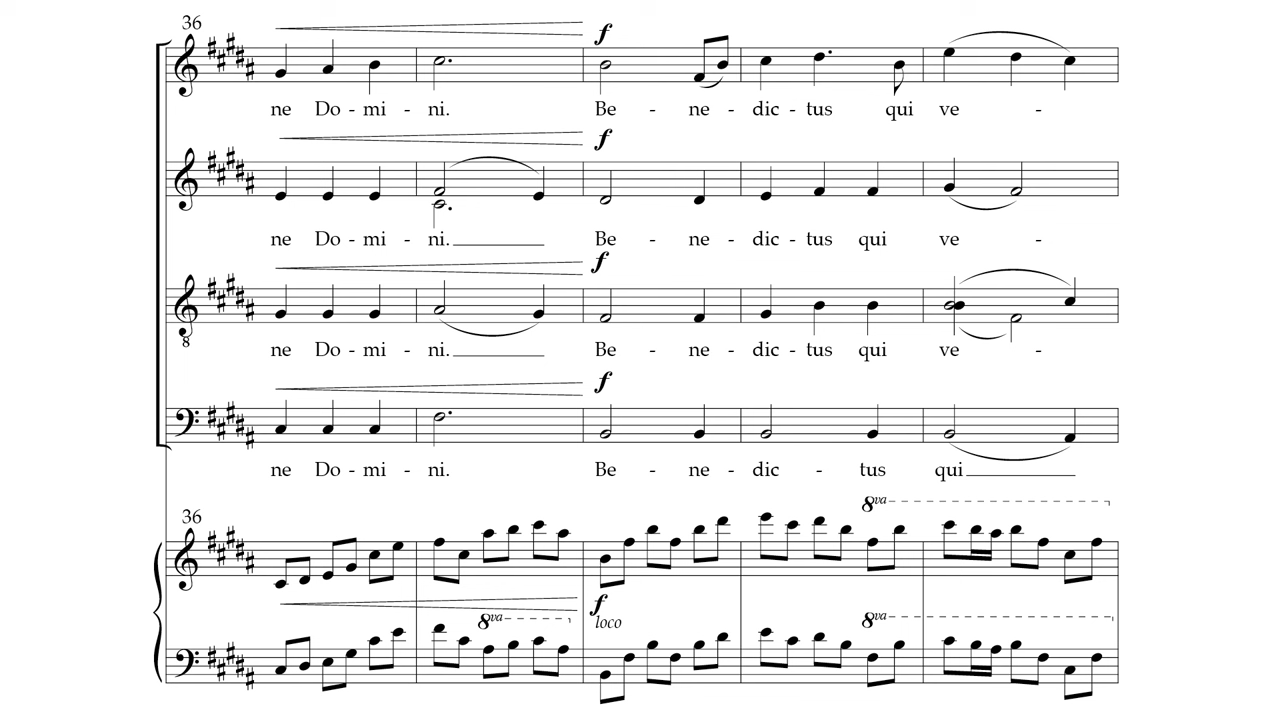 36
f
ne Do - mi - ni. Be - ne - dic - tus qui ve -
f
ne Do - mi - ni. Be - ne - dic - tus qui ve -
f
8
ne Do - mi - ni. Be - ne - dic - tus qui ve -
f
ne Do - mi - ni. Be - ne - dic - tus qui
36
8va
f
8va loco 8va